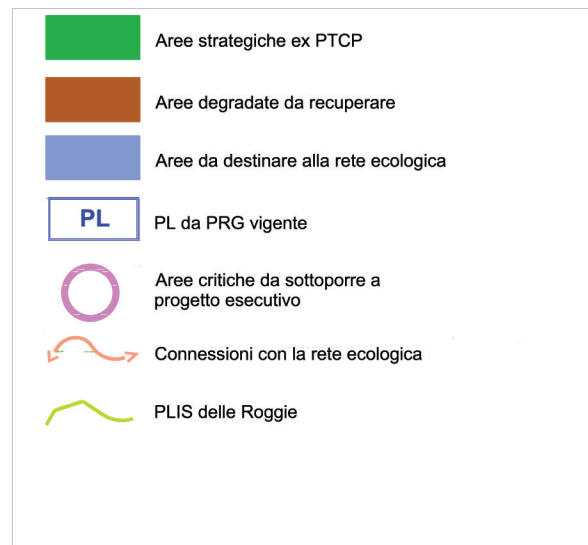 Aree strategiche ex PTCP
Aree degradate da recuperare
Aree da destinare alla rete ecologica
PL
PL da PRG vigente
Aree critiche da sottoporre a
progetto esecutivo
Connessioni con la rete ecologica
PLIS delle Roggie